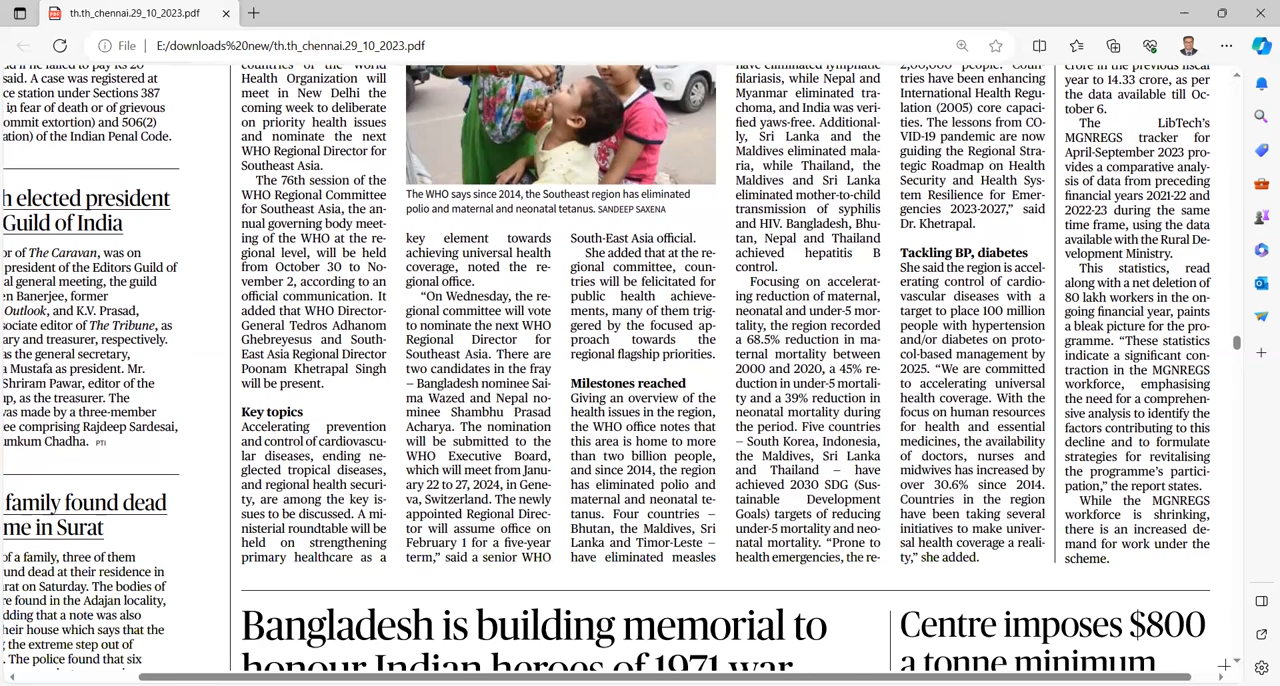 th.th_chennai.29_10_2023.pdf
File
E:/downloads%20new/th.th_chennai.29_10_2023.pdf
said. A case was registered at
ce station under Sections 387
in fear of death or of grievous
ommit extortion) and 506(2)
ation) of the Indian Penal Code.
h elected president
Guild of India
or of The Caravan, was on
president of the Editors Guild of
al general meeting, the guild
en Banerjee, former
Outlook, and K.V. Prasad,
sociate editor of The Tribune, as
ary and treasurer, respectively.
as the general secretary,
a Mustafa as president. Mr.
Shriram Pawar, editor of the
up, as the treasurer. The
was made by a three-member
ee comprising Rajdeep Sardesai,
umkum Chadha. PTI
family found dead
me in Surat
of a family, three of them
und dead at their residence in
rat on Saturday. The bodies of
re found in the Adajan locality,
dding that a note was also
heir house which says that the
g the extreme step out of
. The police found that six
countries of the World
Health Organization will
meet in New Delhi the
coming week to deliberate
on priority health issues
and nominate the next
WHO Regional Director for
Southeast Asia.
The 76th session of the
WHO Regional Committee
for Southeast Asia, the an-
nual governing body meet-
ing of the WHO at the re-
gional level, will be held
from October 30 to No-
vember 2, according to an
official communication. It
added that WHO Director-
General Tedros Adhanom
Ghebreyesus and South-
East Asia Regional Director
Poonam Khetrapal Singh
will be present.
Key topics
Accelerating prevention
and control of cardiovascu-
lar diseases, ending ne-
glected tropical diseases,
and regional health securi-
ty, are among the key is-
sues to be discussed. A mi-
nisterial roundtable will be
held on strengthening
primary healthcare as a
The WHO says since 2014, the Southeast region has eliminated
polio and maternal and neonatal tetanus. SANDEEP SAXENA
key element towards
achieving universal health
coverage, noted the re-
gional office.
“On Wednesday, the re-
gional committee will vote
to nominate the next WHO
Regional Director for
Southeast Asia. There are
two candidates in the fray
– Bangladesh nominee Sai-
ma Wazed and Nepal no-
minee Shambhu Prasad
Acharya. The nomination
will be submitted to the
WHO Executive Board,
which will meet from Janu-
ary 22 to 27, 2024, in Gene-
va, Switzerland. The newly
appointed Regional Direc-
tor will assume office on
February 1 for a five-year
term,” said a senior WHO
South-East Asia official.
She added that at the re-
gional committee, coun-
tries will be felicitated for
public health achieve-
ments, many of them trig-
gered by the focused ap-
proach towards the
regional flagship priorities.
Milestones reached
Giving an overview of the
health issues in the region,
the WHO office notes that
this area is home to more
than two billion people,
and since 2014, the region
has eliminated polio and
maternal and neonatal te-
tanus. Four countries –
Bhutan, the Maldives, Sri
Lanka and Timor-Leste –
have eliminated measles
have eliminated lymphatic
filariasis, while Nepal and
Myanmar eliminated tra-
choma, and India was veri-
fied yaws-free. Additional-
ly, Sri Lanka and the
Maldives eliminated mala-
ria, while Thailand, the
Maldives and Sri Lanka
eliminated mother-to-child
transmission of syphilis
and HIV. Bangladesh, Bhu-
tan, Nepal and Thailand
achieved hepatitis B
control.
Focusing on accelerat-
ing reduction of maternal,
neonatal and under-5 mor-
tality, the region recorded
a 68.5% reduction in ma-
ternal mortality between
2000 and 2020, a 45% re-
duction in under-5 mortali-
ty and a 39% reduction in
neonatal mortality during
the period. Five countries
– South Korea, Indonesia,
the Maldives, Sri Lanka
and Thailand – have
achieved 2030 SDG (Sus-
tainable Development
Goals) targets of reducing
under-5 mortality and neo-
natal mortality. “Prone to
health emergencies, the re-
2,00,000 people. Coun-
tries have been enhancing
International Health Regu-
lation (2005) core capaci-
ties. The lessons from CO-
VID-19 pandemic are now
guiding the Regional Stra-
tegic Roadmap on Health
Security and Health Sys-
tem Resilience for Emer-
gencies 2023-2027,” said
Dr. Khetrapal.
Tackling BP, diabetes
She said the region is accel-
erating control of cardio-
vascular diseases with a
target to place 100 million
people with hypertension
and/or diabetes on proto-
col-based management by
2025. “We are committed
to accelerating universal
health coverage. With the
focus on human resources
for health and essential
medicines, the availability
of doctors, nurses and
midwives has increased by
over 30.6% since 2014.
Countries in the region
have been taking several
initiatives to make univer-
sal health coverage a reali-
ty,” she added.
crore in the previous fiscal
year to 14.33 crore, as per
the data available till Oc-
tober 6.
The LibTech’s
MGNREGS tracker for
April-September 2023 pro-
vides a comparative analy-
sis of data from preceding
financial years 2021-22 and
2022-23 during the same
time frame, using the data
available with the Rural De-
velopment Ministry.
This statistics, read
along with a net deletion of
80 lakh workers in the on-
going financial year, paints
a bleak picture for the pro-
gramme. “These statistics
indicate a significant con-
traction in the MGNREGS
workforce, emphasising
the need for a comprehen-
sive analysis to identify the
factors contributing to this
decline and to formulate
strategies for revitalising
the programme’s partici-
pation,” the report states.
While the MGNREGS
workforce is shrinking,
there is an increased de-
mand for work under the
scheme.
Bangladesh is building memorial to
honour Indian heroes of 1971 war
Centre imposes $800
a tonne minimum